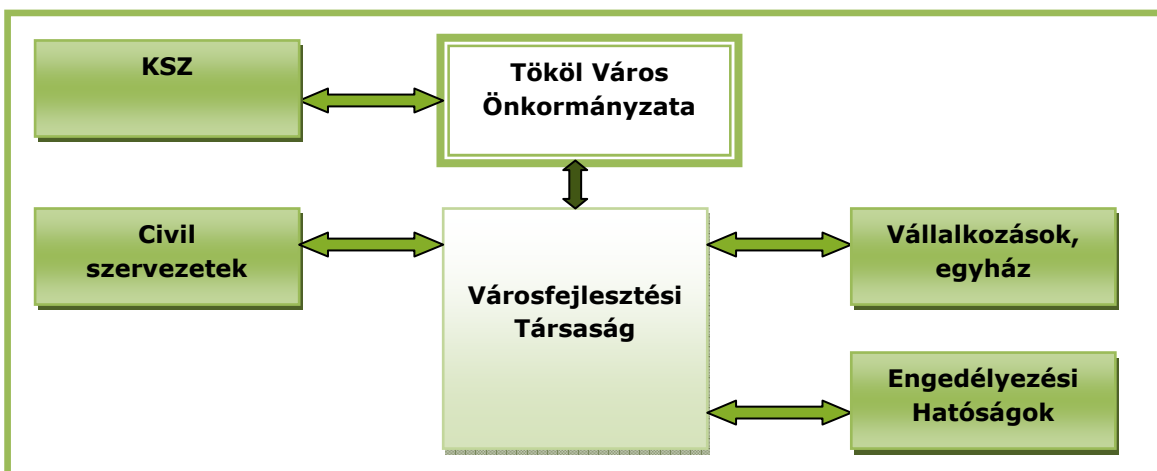 KSZ
Tököl Város
Önkormányzata
Civil
szervezetek
Városfejlesztési
Társaság
Vállalkozások,
egyház
Engedélyezési
Hatóságok